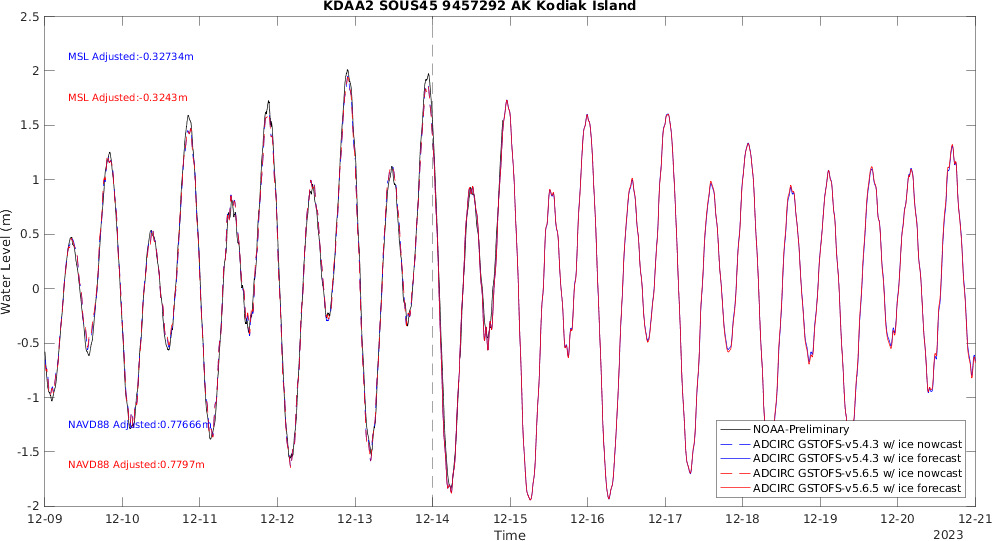 KDAA2 SOUS45 9457292 AK Kodiak Island
2.5
2
1.5
1
0.5
0
-0.5
-1
-1.5
-2
Water Level (m)
MSL Adjusted:-0.32734m
MSL Adjusted:-0.3243m
NAVD88 Adjusted:0.77666m
NAVD88 Adjusted:0.7797m
NOAA-Preliminary
ADCIRC GSTOFS-v5.4.3 w/ ice nowcast
ADCIRC GSTOFS-v5.4.3 w/ ice forecast
ADCIRC GSTOFS-v5.6.5 w/ ice nowcast
ADCIRC GSTOFS-v5.6.5 w/ ice forecast
12-09 12-10 12-11 12-12 12-13 12-14 12-15 12-16 12-17 12-18 12-19 12-20 12-21
Time
2023